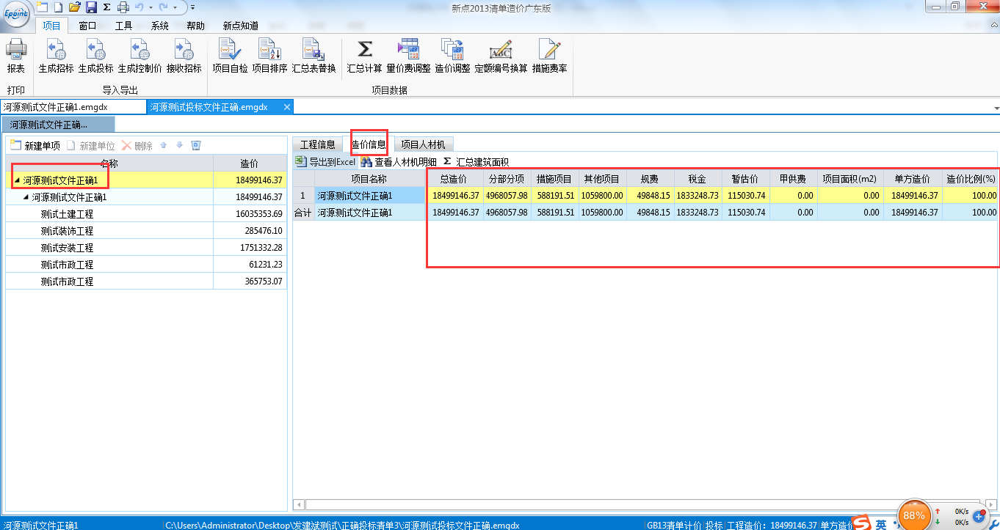 Epoint
新点2013清单造价广东版
项目 窗口 工具 系统 帮助 新点知道
报表 生成招标 生成投标 生成控制价 接收招标 项目自检 项目排序 汇总表替换 汇总计算 量价费调整 造价调整 定额编号换算 措施费率
打印 导入导出 项目数据
河源测试文件正确1.emgdx 河源测试投标文件正确.emgdx
河源测试文件正确...
新建单项 新建单位 删除
名称 造价
河源测试文件正确1 18499146.37
河源测试文件正确1 18499146.37
测试土建工程 16035353.69
测试装饰工程 285476.10
测试安装工程 1751332.28
测试市政工程 61231.23
测试市政工程 365753.07
工程信息 造价信息 项目人材机
导出到Excel 查看人材机明细 Σ 汇总建筑面积
项目名称 总造价 分部分项 措施项目 其他项目 规费 税金 暂估价 甲供费 项目面积(m2) 单方造价 造价比例(%)
1 河源测试文件正确1 18499146.37 4968057.98 588191.51 1059800.00 49848.15 1833248.73 115030.74 0.00 0.00 18499146.37 100.00
合计 河源测试文件正确1 18499146.37 4968057.98 588191.51 1059800.00 49848.15 1833248.73 115030.74 0.00 0.00 18499146.37 100.00
河源测试文件正确1 C:\Users\Administrator\Desktop\发建斌测试\正确投标清单3\河源测试投标文件正确.emgdx GB13清单计价 投标 工程造价：18499146.37 单方造价
英
88%
0K/s
0K/s